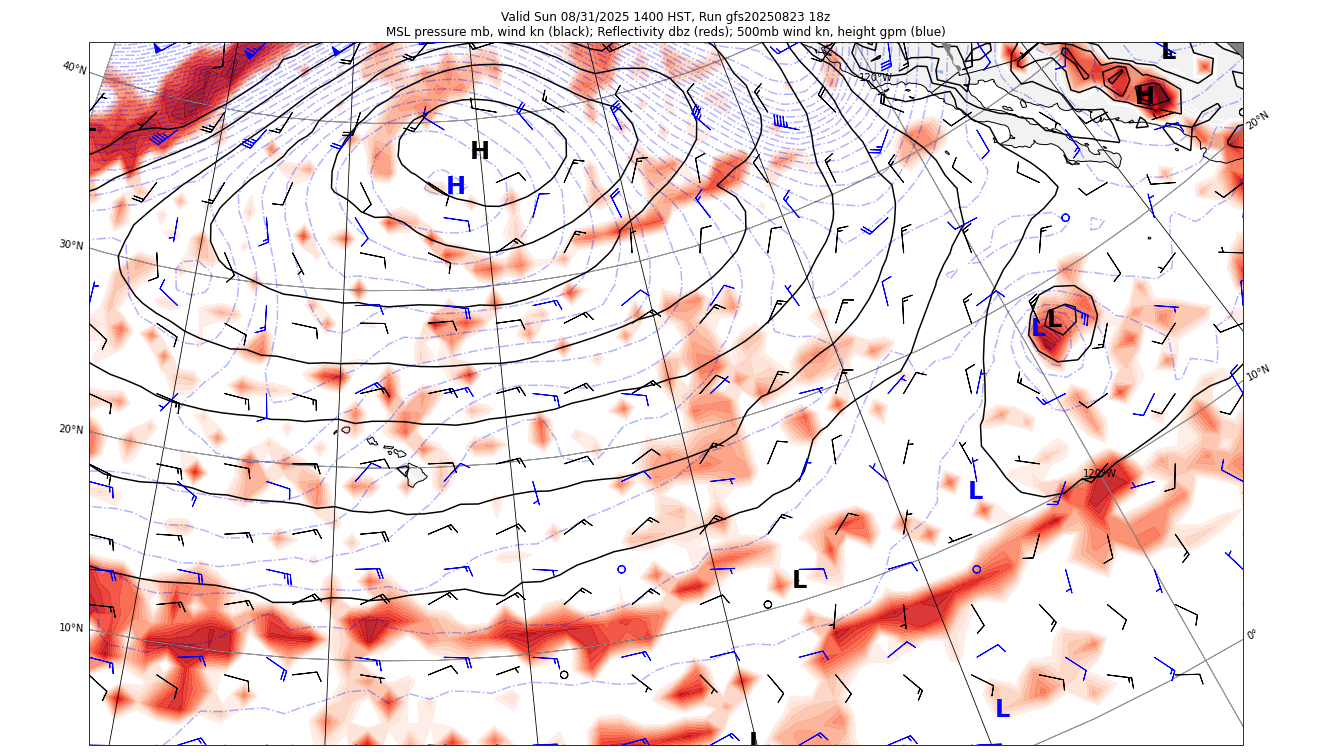 Valid Sun 08/31/2025 1400 HST, Run gfs20250823 18z
MSL pressure mb, wind kn (black); Reflectivity dbz (reds); 500mb wind kn, height gpm (blue)
L
40°N
120°W
H
20°N
H
H
30°N
L
L
10°N
20°N
120°W
L
L
10°N
0°
L
L